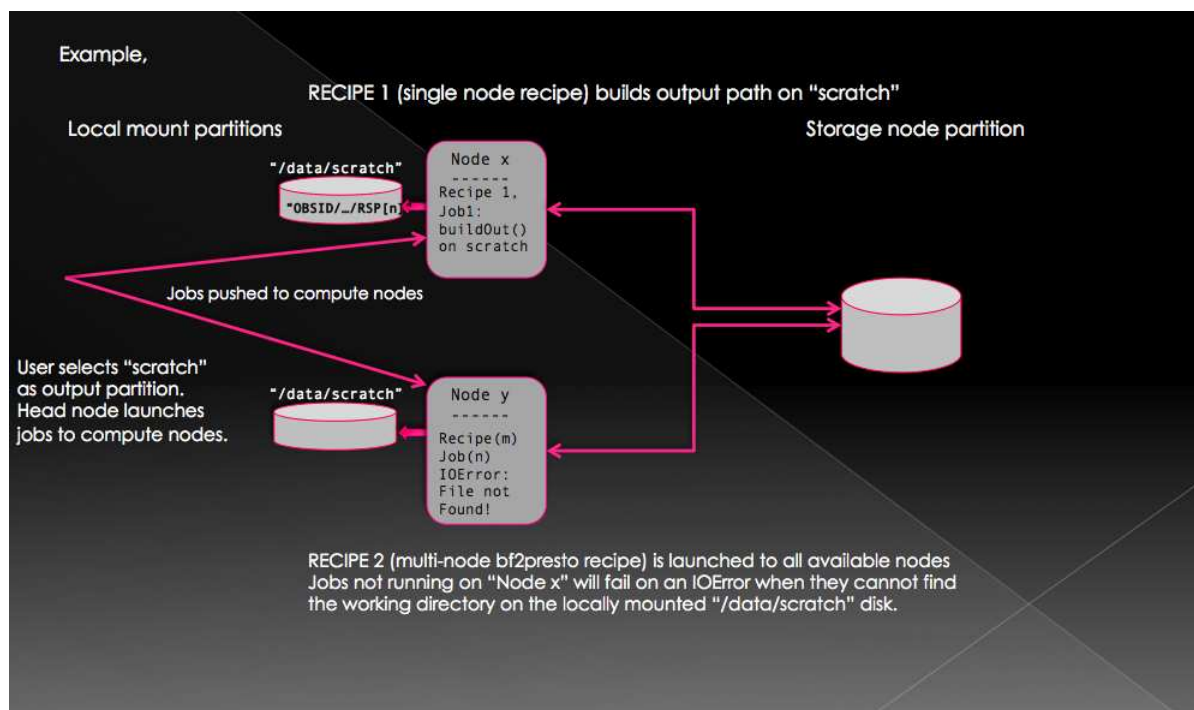 Example,
RECIPE 1 (single node recipe) builds output path on “scratch”
Local mount partitions
Storage node partition
"/data/scratch"
"OBSID/…/RSP[n]
Node x
------
Recipe 1,
Job1:
buildOut()
on scratch
Jobs pushed to compute nodes
User selects “scratch”
as output partition.
Head node launches
jobs to compute nodes.
"/data/scratch"
Node y
------
Recipe(m)
Job(n)
IOError:
File not
Found!
RECIPE 2 (multi-node bf2presto recipe) is launched to all available nodes
Jobs not running on “Node x” will fail on an IOError when they cannot find
the working directory on the locally mounted “/data/scratch” disk.